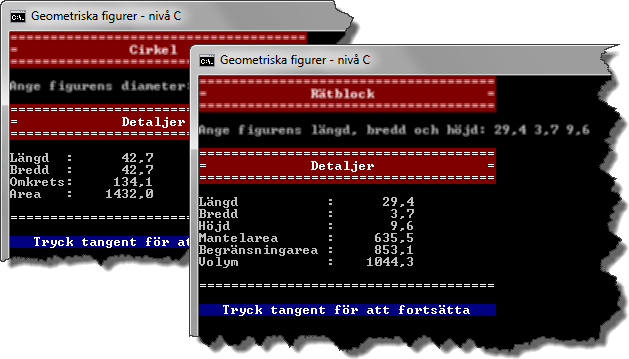 Geometriska figurer - nivå C
======================================
= Cirkel
======================================
Ange figurens diameter:
======================================
= Detaljer
======================================
Längd : 42,7
Bredd : 42,7
Omkrets: 134,1
Area : 1432,0
======================================
Tryck tangent för at
Geometriska figurer - nivå C
======================================
= Rätblock =
======================================
Ange figurens längd, bredd och höjd: 29,4 3,7 9,6
======================================
= Detaljer =
======================================
Längd : 29,4
Bredd : 3,7
Höjd : 9,6
Mantelarea : 635,5
Begränsningarea : 853,1
Volym : 1044,3
======================================
Tryck tangent för att fortsätta